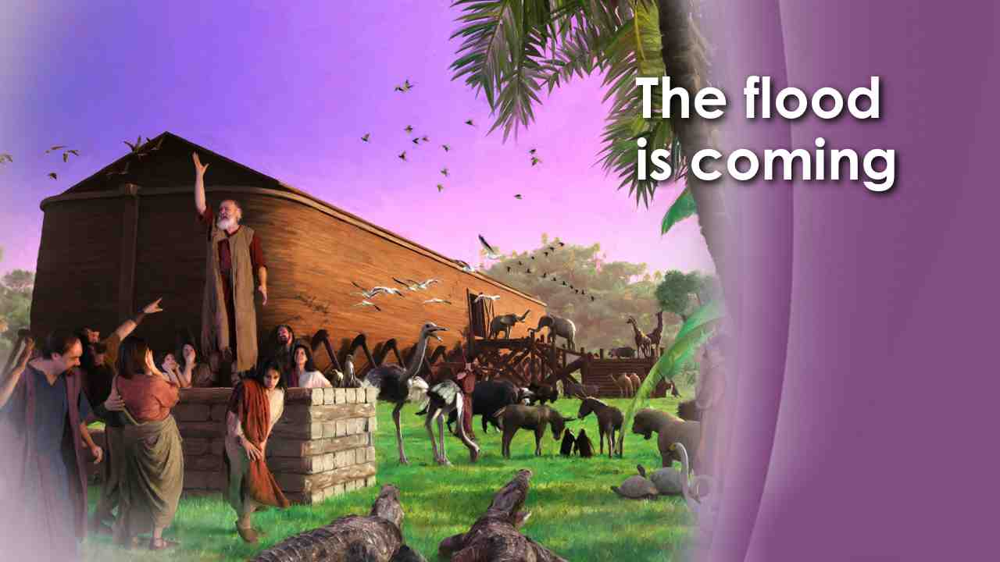 The flood
is coming